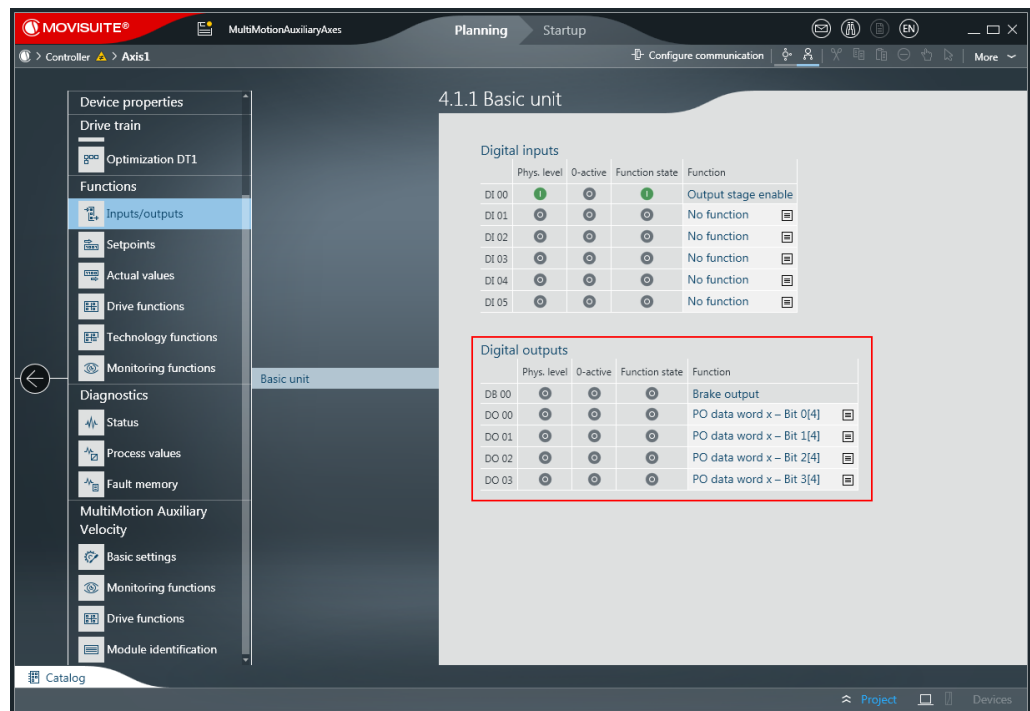 MOVISUITE® MultiMotionAuxiliaryAxes Planning Startup EN
> Controller > Axis1 Configure communication More
4.1.1 Basic unit
Device properties
Drive train
Optimization DT1
Functions
Inputs/outputs
Setpoints
Actual values
Drive functions
Technology functions
Monitoring functions
Diagnostics
Status
Process values
Fault memory
MultiMotion Auxiliary
Velocity
Basic settings
Monitoring functions
Drive functions
Module identification
Basic unit
Digital inputs
Phys. level 0-active Function state Function
DI 00 Output stage enable
DI 01 No function
DI 02 No function
DI 03 No function
DI 04 No function
DI 05 No function
Digital outputs
Phys. level 0-active Function state Function
DB 00 Brake output
DO 00 PO data word x – Bit 0[4]
DO 01 PO data word x – Bit 1[4]
DO 02 PO data word x – Bit 2[4]
DO 03 PO data word x – Bit 3[4]
Catalog
Project Devices